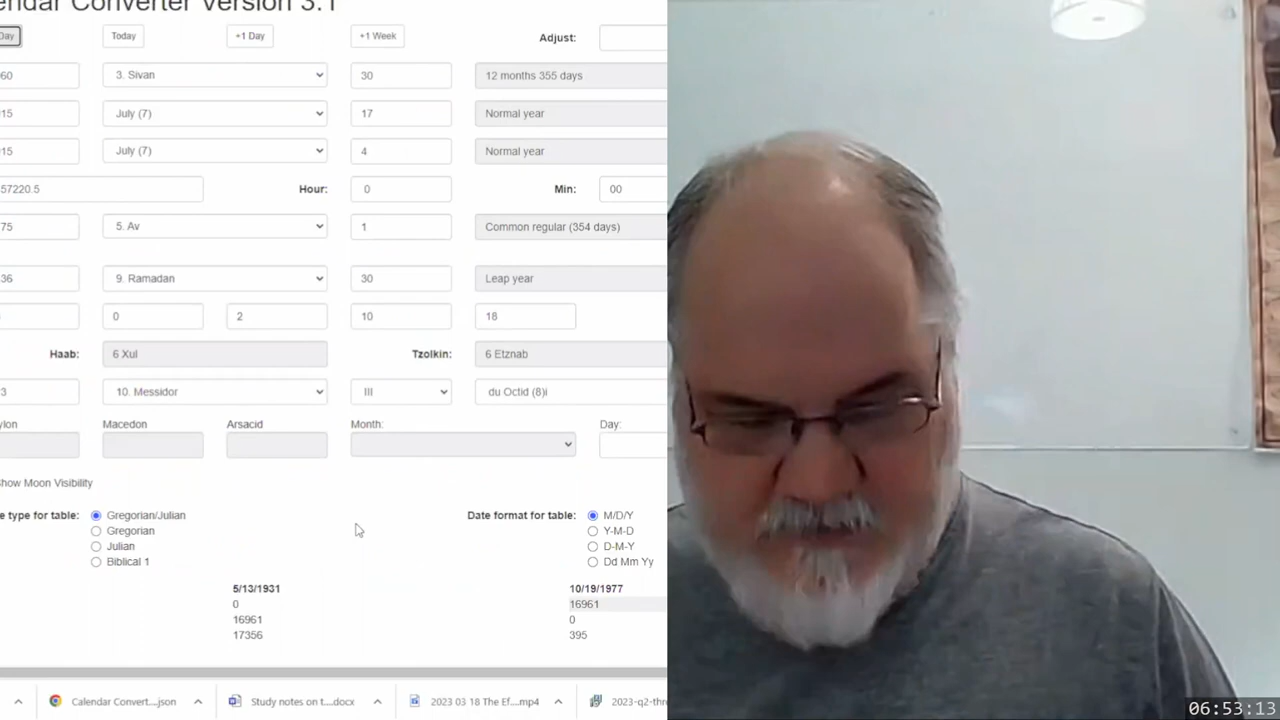 endar Converter Version 3.1
Day Today +1 Day +1 Week Adjust:
60 3. Sivan 30 12 months 355 days
15 July (7) 17 Normal year
15 July (7) 4 Normal year
57220.5 Hour: 0 Min: 00
75 5. Av 1 Common regular (354 days)
36 9. Ramadan 30 Leap year
0 2 10 18
Haab: 6 Xul Tzolkin: 6 Etznab
3 10. Messidor III du Octid (8)i
ylon Macedon Arsacid Month: Day:
Show Moon Visibility
e type for table: Gregorian/Julian Date format for table: M/D/Y
Gregorian Y-M-D
Julian D-M-Y
Biblical 1 Dd Mm Yy
5/13/1931 10/19/1977
0 16961
16961 0
17356 395
Calendar Convert....json Study notes on t....docx 2023 03 18 The Ef....mp4 2023-q2-thr
06:53:13